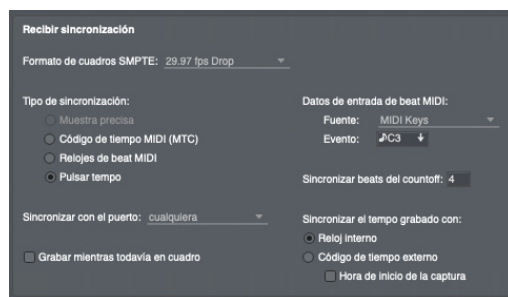 Recibir sincronización
Formato de cuadros SMPTE: 29.97 fps Drop
Tipo de sincronización:
Muestra precisa
Código de tiempo MIDI (MTC)
Relojes de beat MIDI
Pulsar tempo
Sincronizar con el puerto: cualquiera
Grabar mientras todavía en cuadro
Datos de entrada de beat MIDI:
Fuente: MIDI Keys
Evento: ♪C3
Sincronizar beats del countoff: 4
Sincronizar el tempo grabado con:
Reloj interno
Código de tiempo externo
Hora de inicio de la captura